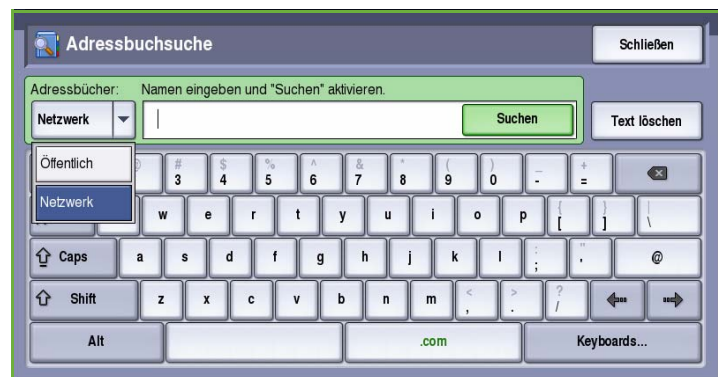 Adressbuchsuche
Schließen
Adressbücher: Namen eingeben und "Suchen" aktivieren.
Netzwerk
Suchen
Text löschen
Öffentlich
Netzwerk
# 3 $ 4 % 5 ^ 6 & 7 * 8 ( 9 ) 0 _ - + =
w e r t y u i o p { [ } ] | \
Caps a s d f g h j k l : ; " ' @
Shift z x c v b n m < , > . ? /
Alt .com Keyboards...